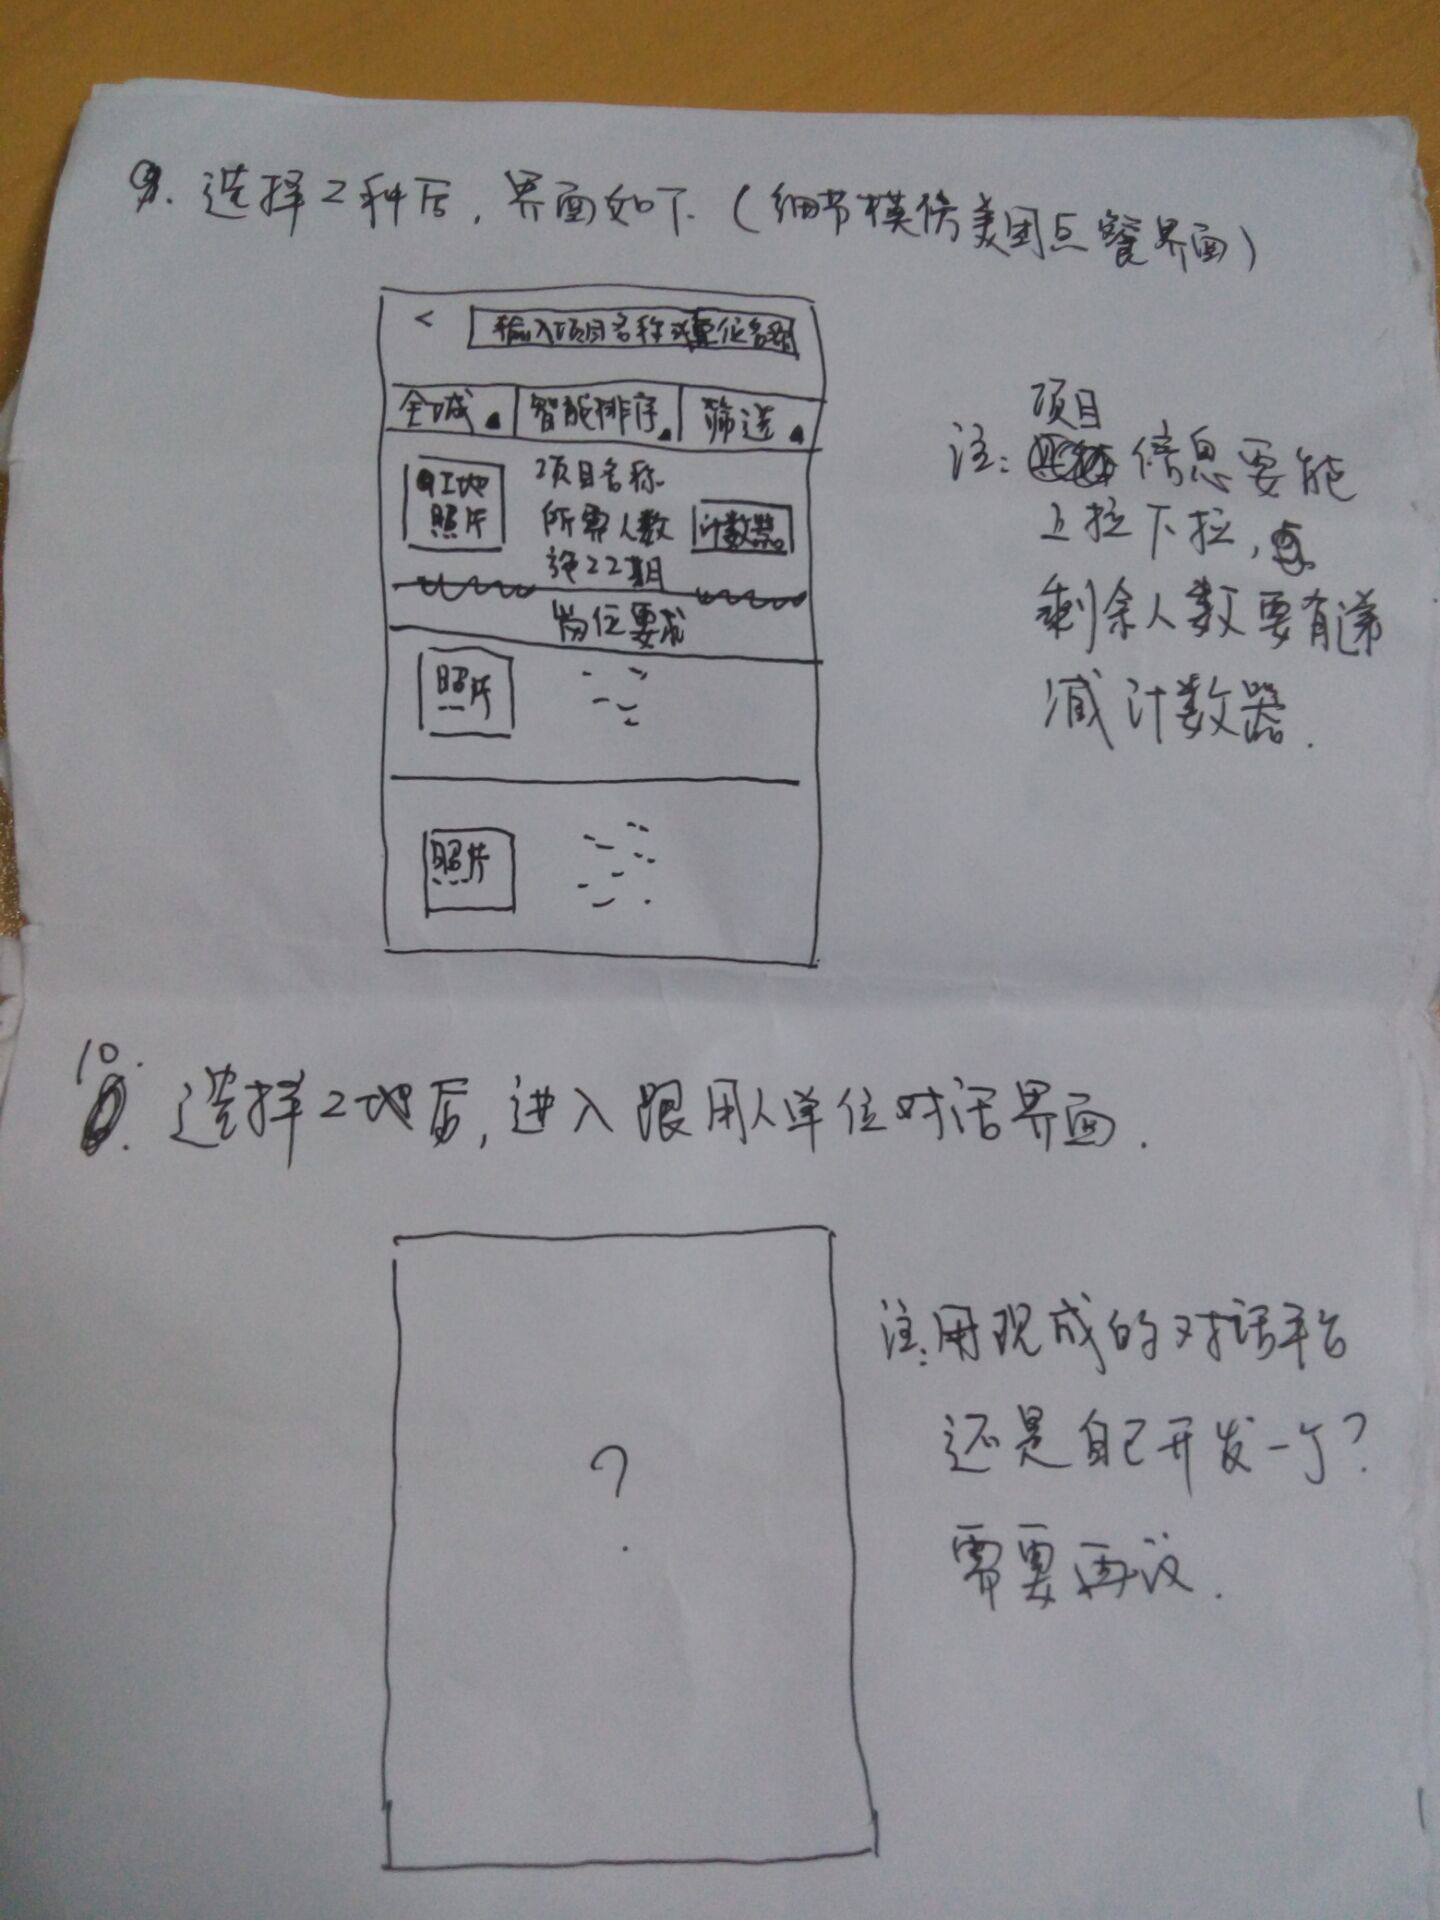 9. 选择工种后，界面如下.（细节模仿美团点餐界面）
< 输入项目名称或单位名称
全城 智能排序 筛选
工地照片
项目名称
所需人数
施工工期
岗位要求
计数器
照片
照片
注：项目信息要能
上拉下拉，
剩余人数要有递
减计数器.
10. 选择工地后，进入跟用人单位对话界面.
?
注：用现成的对话平台
还是自己开发一个？
需要再议.